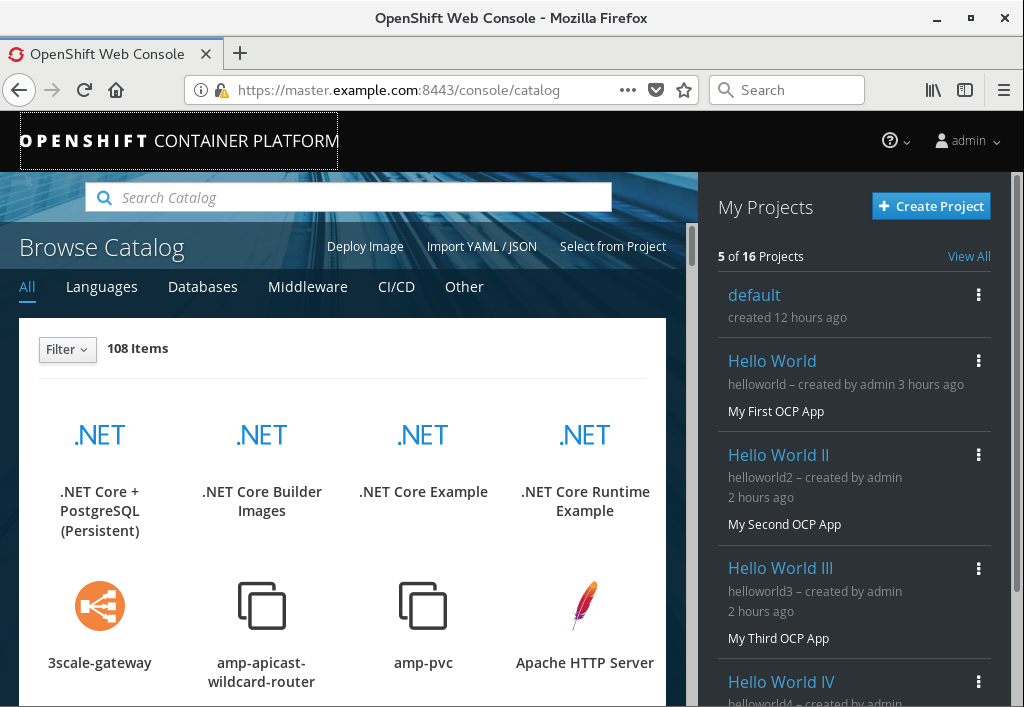 OpenShift Web Console - Mozilla Firefox
OpenShift Web Console
https://master.example.com:8443/console/catalog
Search
OPENSHIFT CONTAINER PLATFORM
admin
Search Catalog
Browse Catalog
Deploy Image
Import YAML / JSON
Select from Project
All
Languages
Databases
Middleware
CI/CD
Other
Filter
108 Items
.NET
.NET
.NET
.NET
.NET Core +
PostgreSQL
(Persistent)
.NET Core Builder
Images
.NET Core Example
.NET Core Runtime
Example
3scale-gateway
amp-apicast-
wildcard-router
amp-pvc
Apache HTTP Server
My Projects
+ Create Project
5 of 16 Projects
View All
default
created 12 hours ago
Hello World
helloworld – created by admin 3 hours ago
My First OCP App
Hello World II
helloworld2 – created by admin
2 hours ago
My Second OCP App
Hello World III
helloworld3 – created by admin
2 hours ago
My Third OCP App
Hello World IV
helloworld4 – created by admin